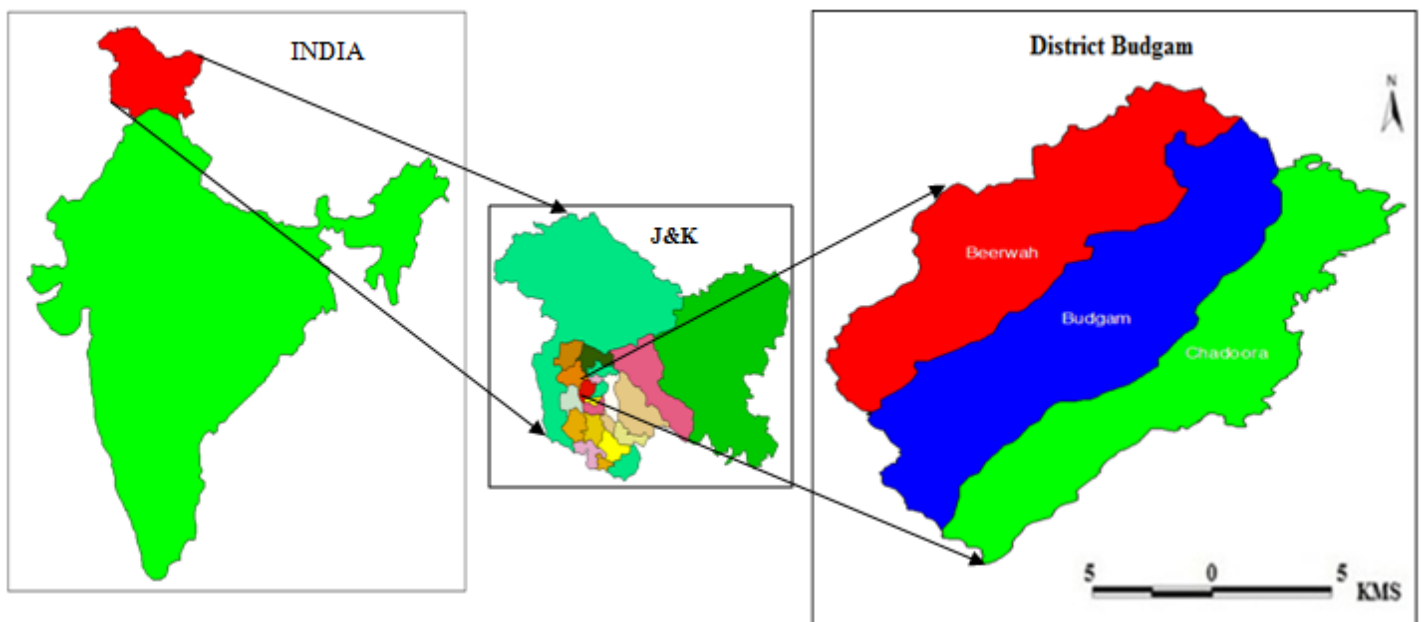 INDIA
J&K
District Budgam
N
Beerwah
Budgam
Chadoora
5 0 5
KMS